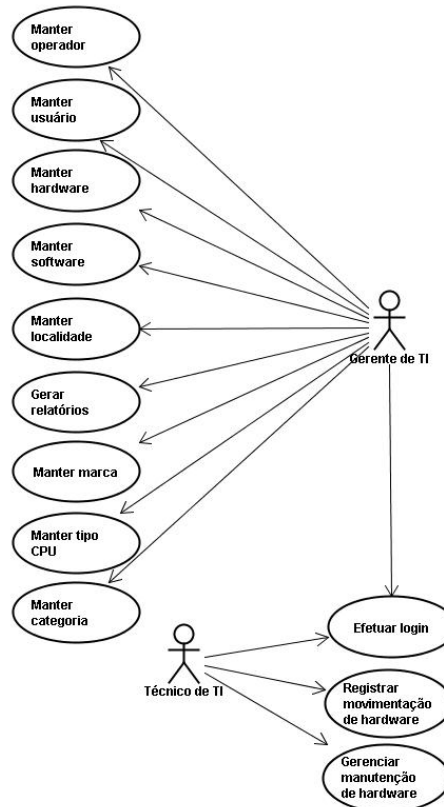 Manter
operador
Manter
usuário
Manter
hardware
Manter
software
Manter
localidade
Gerente de TI
Gerar
relatórios
Manter marca
Manter tipo
CPU
Manter
categoria
Efetuar login
Técnico de TI
Registrar
movimentação
de hardware
Gerenciar
manutenção
de hardware